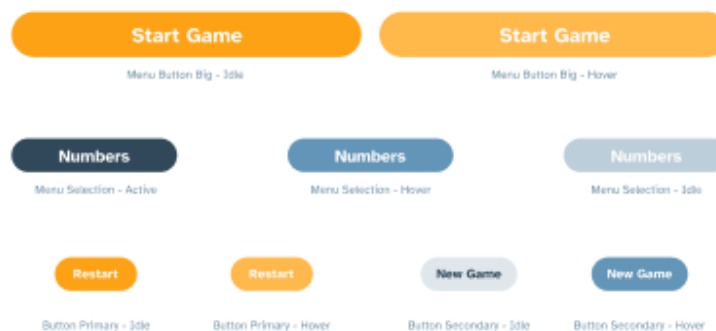 Start Game Start Game
Menu Button Big - Idle Menu Button Big - Hover
Numbers Numbers Numbers
Menu Selection - Active Menu Selection - Hover Menu Selection - Idle
Restart Restart New Game New Game
Button Primary - Idle Button Primary - Hover Button Secondary - Idle Button Secondary - Hover